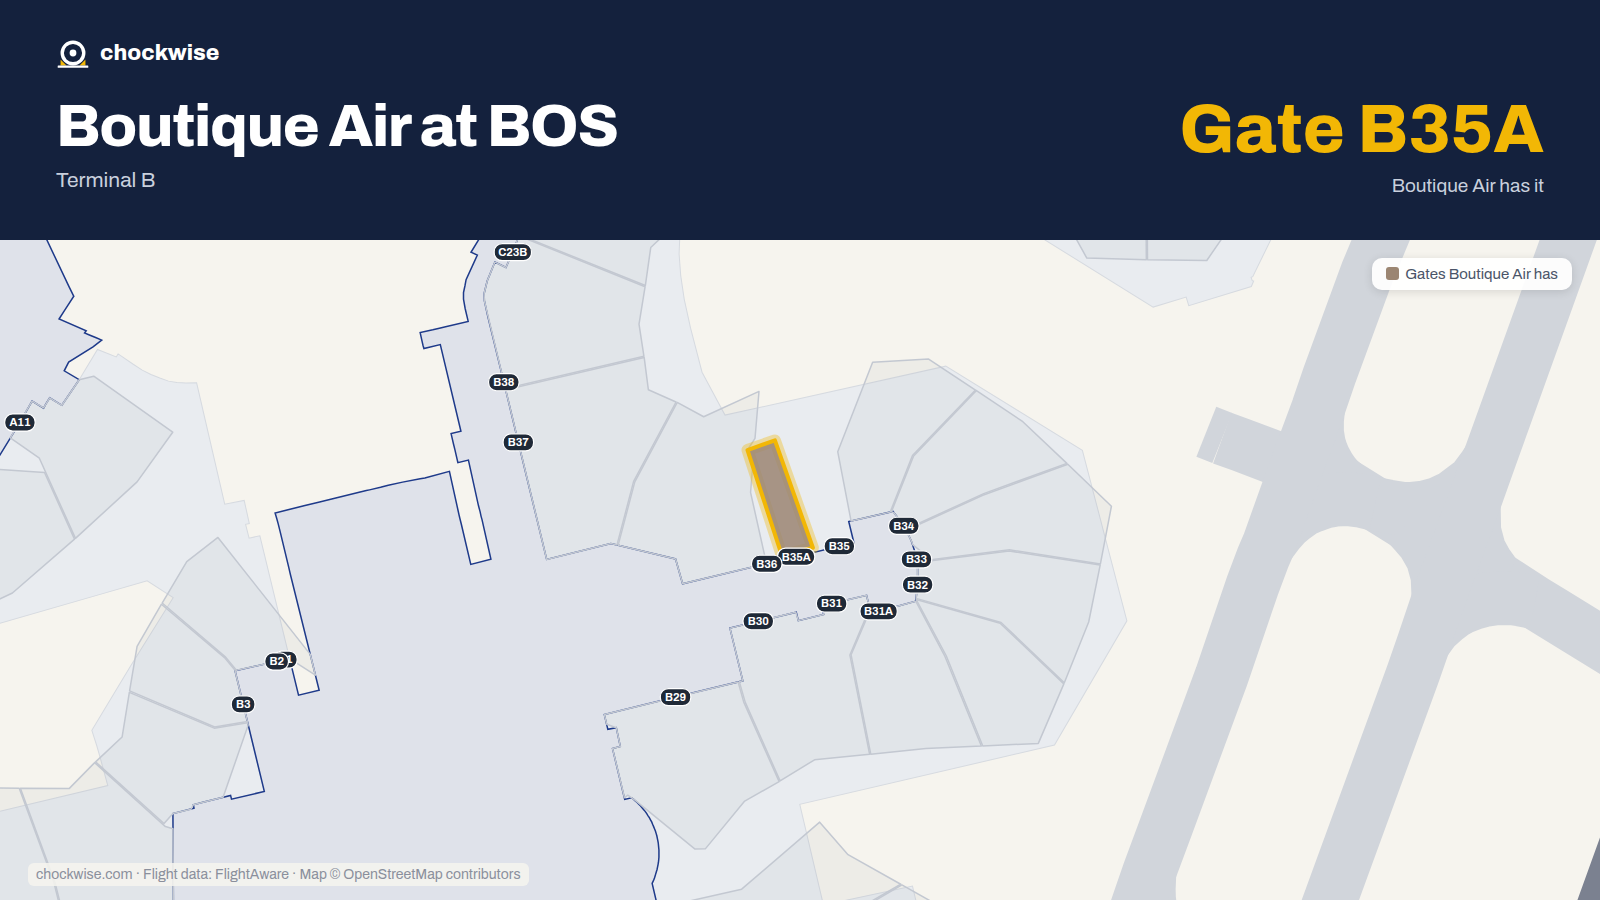 chockwise
Boutique Air at BOS
Terminal B
Gate B35A
Boutique Air has it
Gates Boutique Air has
C23B
B38
A11
B37
B34
B35
B35A
B36
B33
B32
B31
B31A
B30
B2
1
B3
B29
chockwise.com · Flight data: FlightAware · Map © OpenStreetMap contributors